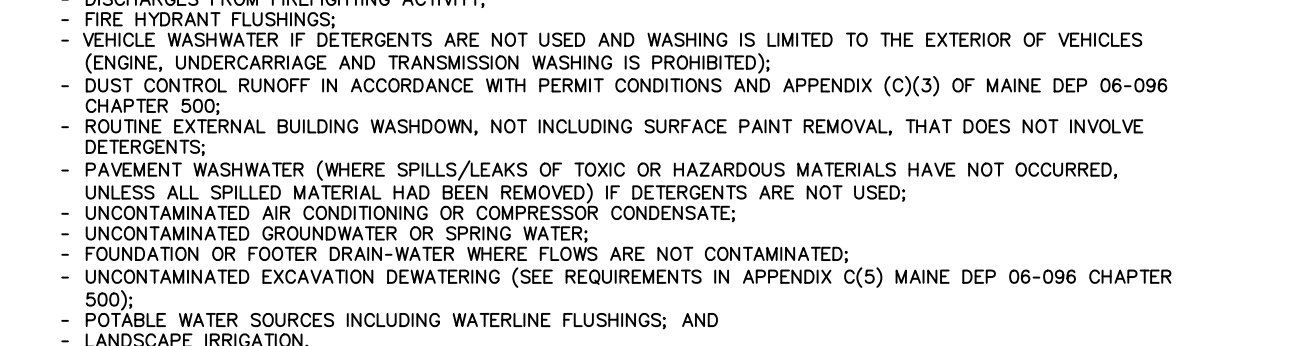 - DISCHARGES FROM FIREFIGHTING ACTIVITY;
- FIRE HYDRANT FLUSHINGS;
- VEHICLE WASHWATER IF DETERGENTS ARE NOT USED AND WASHING IS LIMITED TO THE EXTERIOR OF VEHICLES
(ENGINE, UNDERCARRIAGE AND TRANSMISSION WASHING IS PROHIBITED);
- DUST CONTROL RUNOFF IN ACCORDANCE WITH PERMIT CONDITIONS AND APPENDIX (C)(3) OF MAINE DEP 06-096
CHAPTER 500;
- ROUTINE EXTERNAL BUILDING WASHDOWN, NOT INCLUDING SURFACE PAINT REMOVAL, THAT DOES NOT INVOLVE
DETERGENTS;
- PAVEMENT WASHWATER (WHERE SPILLS/LEAKS OF TOXIC OR HAZARDOUS MATERIALS HAVE NOT OCCURRED,
UNLESS ALL SPILLED MATERIAL HAD BEEN REMOVED) IF DETERGENTS ARE NOT USED;
- UNCONTAMINATED AIR CONDITIONING OR COMPRESSOR CONDENSATE;
- UNCONTAMINATED GROUNDWATER OR SPRING WATER;
- FOUNDATION OR FOOTER DRAIN-WATER WHERE FLOWS ARE NOT CONTAMINATED;
- UNCONTAMINATED EXCAVATION DEWATERING (SEE REQUIREMENTS IN APPENDIX C(5) MAINE DEP 06-096 CHAPTER
500);
- POTABLE WATER SOURCES INCLUDING WATERLINE FLUSHINGS; AND
- LANDSCAPE IRRIGATION.